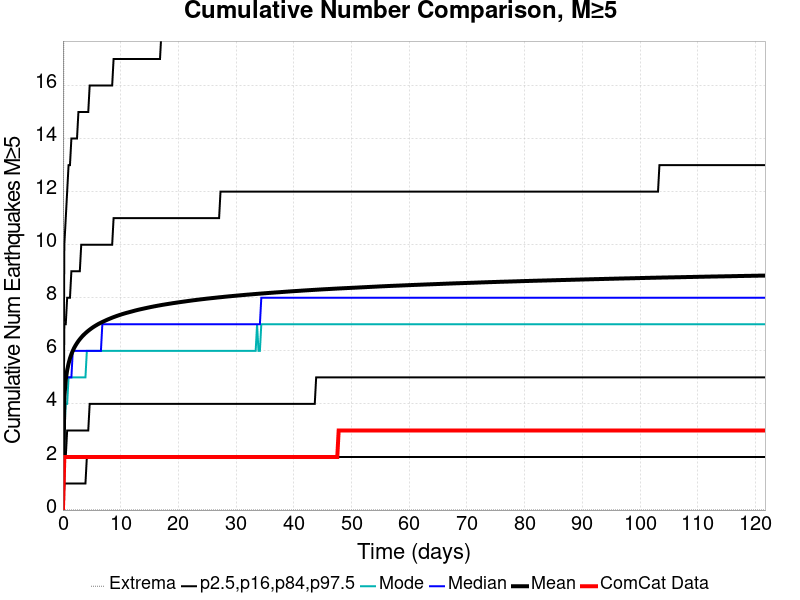 Cumulative Number Comparison, M≥5
Cumulative Num Earthquakes M≥5
16
14
12
10
8
6
4
2
0
0 10 20 30 40 50 60 70 80 90 100 110 120
Time (days)
Extrema p2.5,p16,p84,p97.5 Mode Median Mean ComCat Data